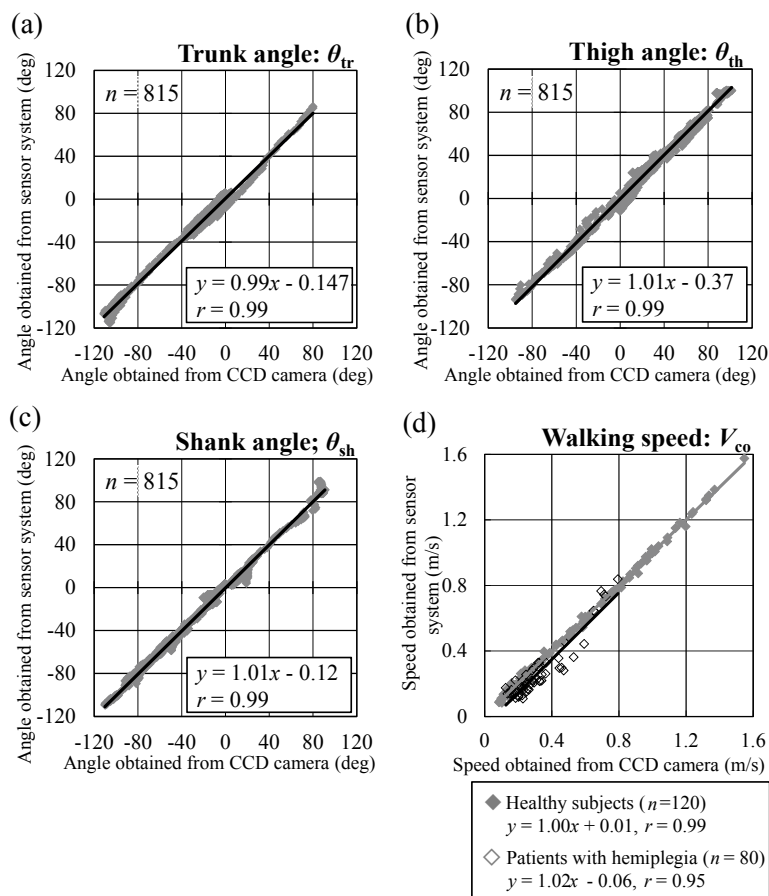 (a)
Trunk angle: θtr
Angle obtained from sensor system (deg)
120
80
40
0
-40
-80
-120
n = 815
y = 0.99x - 0.147
r = 0.99
-120 -80 -40 0 40 80 120
Angle obtained from CCD camera (deg)
(b)
Thigh angle: θth
Angle obtained from sensor system (deg)
120
80
40
0
-40
-80
-120
n = 815
y = 1.01x - 0.37
r = 0.99
-120 -80 -40 0 40 80 120
Angle obtained from CCD camera (deg)
(c)
Shank angle; θsh
Angle obtained from sensor system (deg)
120
80
40
0
-40
-80
-120
n = 815
y = 1.01x - 0.12
r = 0.99
-120 -80 -40 0 40 80 120
Angle obtained from CCD camera (deg)
(d)
Walking speed: Vco
Speed obtained from sensor
system (m/s)
1.6
1.2
0.8
0.4
0
0 0.4 0.8 1.2 1.6
Speed obtained from CCD camera (m/s)
Healthy subjects (n=120)
y = 1.00x + 0.01, r = 0.99
Patients with hemiplegia (n = 80)
y = 1.02x - 0.06, r = 0.95